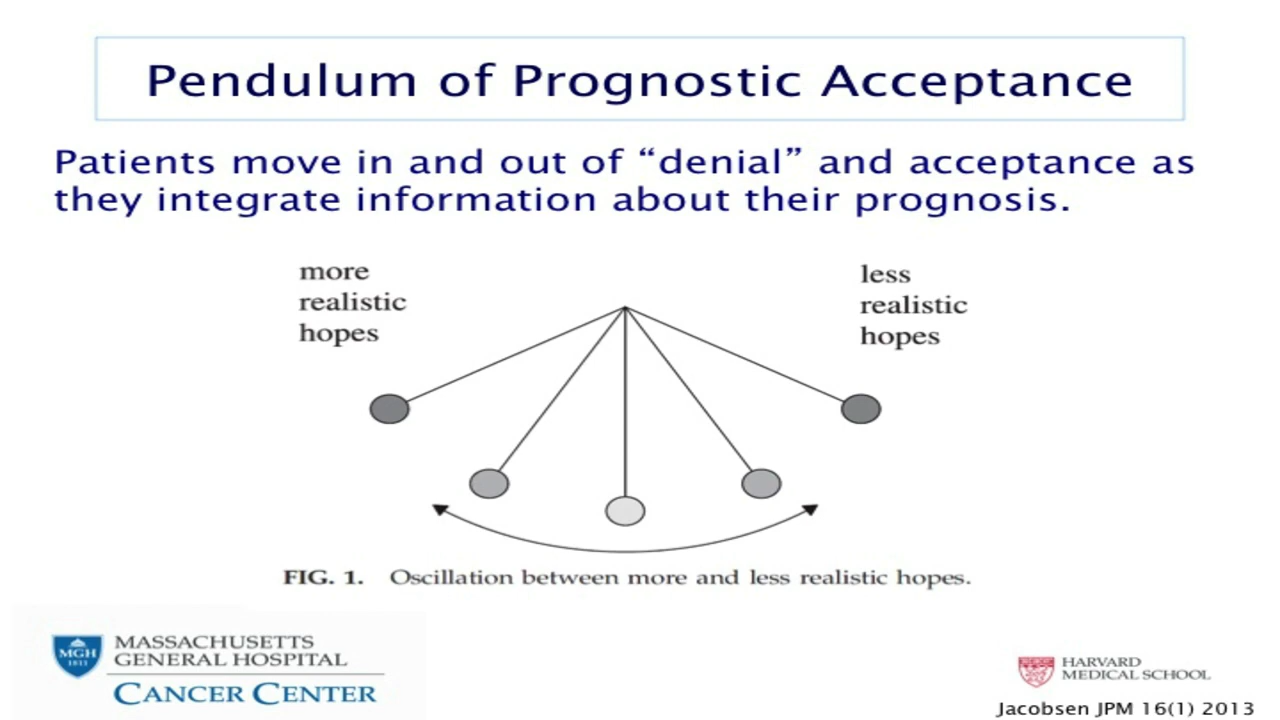 Pendulum of Prognostic Acceptance
Patients move in and out of “denial” and acceptance as
they integrate information about their prognosis.
more
realistic
hopes
less
realistic
hopes
FIG. 1. Oscillation between more and less realistic hopes.
MGH
1811
MASSACHUSETTS
GENERAL HOSPITAL
CANCER CENTER
HARVARD
MEDICAL SCHOOL
Jacobsen JPM 16(1) 2013